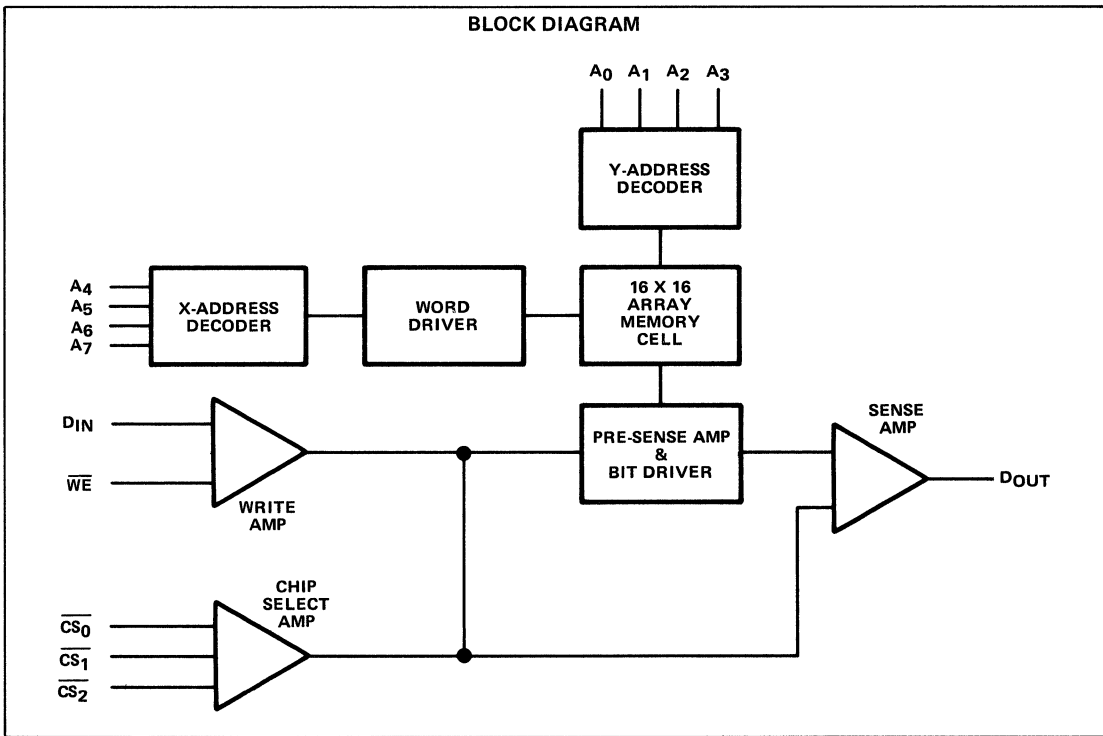 BLOCK DIAGRAM
A0 A1 A2 A3
Y-ADDRESS
DECODER
A4
A5
A6
A7
X-ADDRESS
DECODER
WORD
DRIVER
16 X 16
ARRAY
MEMORY
CELL
DIN
WE
WRITE
AMP
PRE-SENSE AMP
&
BIT DRIVER
SENSE
AMP
DOUT
CHIP
SELECT
AMP
CS0
CS1
CS2